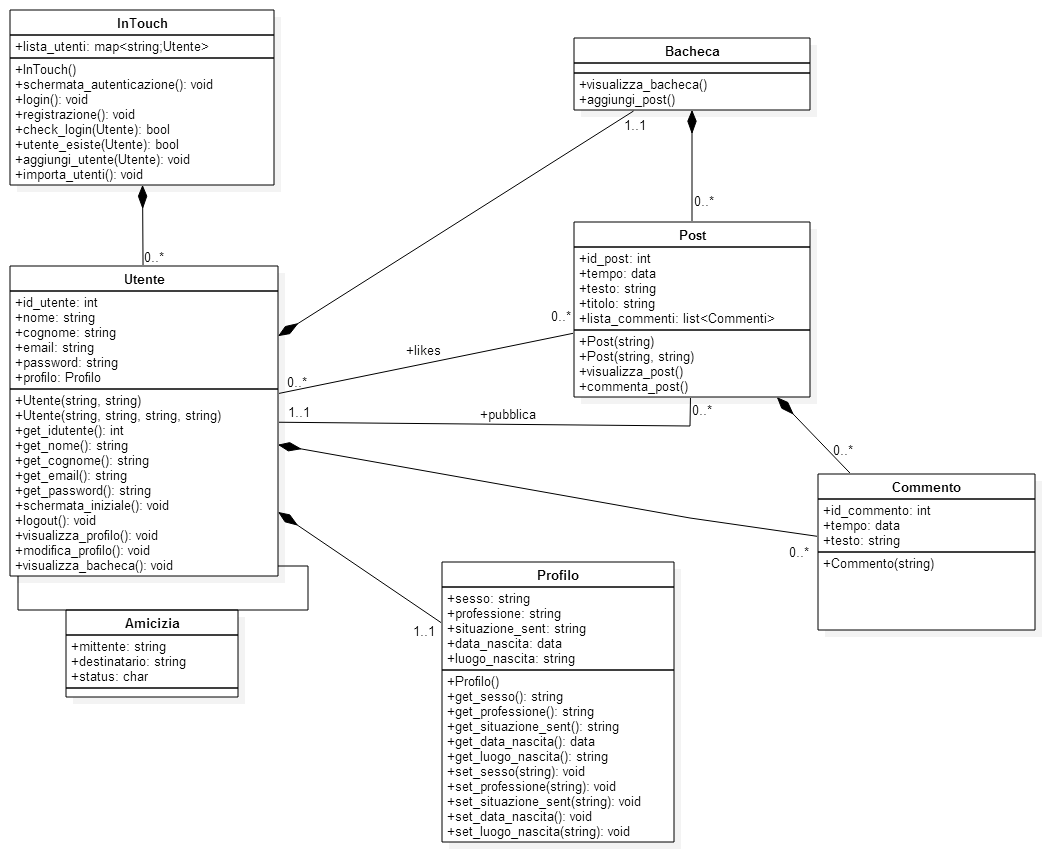 InTouch
+lista_utenti: map<string;Utente>
+InTouch()
+schermata_autenticazione(): void
+login(): void
+registrazione(): void
+check_login(Utente): bool
+utente_esiste(Utente): bool
+aggiungi_utente(Utente): void
+importa_utenti(): void
0..*
Bacheca
+visualizza_bacheca()
+aggiungi_post()
1..1
0..*
Utente
+id_utente: int
+nome: string
+cognome: string
+email: string
+password: string
+profilo: Profilo
+Utente(string, string)
+Utente(string, string, string, string)
+get_idutente(): int
+get_nome(): string
+get_cognome(): string
+get_email(): string
+get_password(): string
+schermata_iniziale(): void
+logout(): void
+visualizza_profilo(): void
+modifica_profilo(): void
+visualizza_bacheca(): void
Post
+id_post: int
+tempo: data
+testo: string
+titolo: string
+lista_commenti: list<Commenti>
+Post(string)
+Post(string, string)
+visualizza_post()
+commenta_post()
0..*
+likes
0..*
1..1
+pubblica
0..*
0..*
Commento
+id_commento: int
+tempo: data
+testo: string
+Commento(string)
0..*
1..1
Profilo
+sesso: string
+professione: string
+situazione_sent: string
+data_nascita: data
+luogo_nascita: string
+Profilo()
+get_sesso(): string
+get_professione(): string
+get_situazione_sent(): string
+get_data_nascita(): data
+get_luogo_nascita(): string
+set_sesso(string): void
+set_professione(string): void
+set_situazione_sent(string): void
+set_data_nascita(): void
+set_luogo_nascita(string): void
Amicizia
+mittente: string
+destinatario: string
+status: char